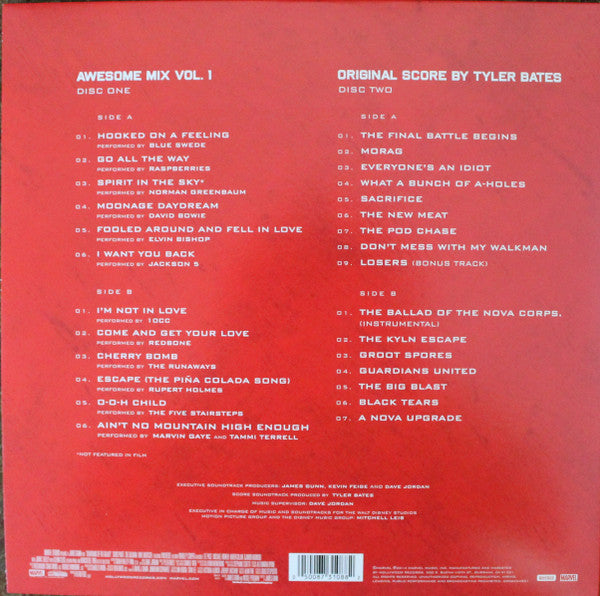 AWESOME MIX VOL. 1
DISC ONE
SIDE A
01. HOOKED ON A FEELING
PERFORMED BY BLUE SWEDE
02. GO ALL THE WAY
PERFORMED BY RASPBERRIES
03. SPIRIT IN THE SKY*
PERFORMED BY NORMAN GREENBAUM
04. MOONAGE DAYDREAM
PERFORMED BY DAVID BOWIE
05. FOOLED AROUND AND FELL IN LOVE
PERFORMED BY ELVIN BISHOP
06. I WANT YOU BACK
PERFORMED BY JACKSON 5
SIDE B
01. I'M NOT IN LOVE
PERFORMED BY 10CC
02. COME AND GET YOUR LOVE
PERFORMED BY REDBONE
03. CHERRY BOMB
PERFORMED BY THE RUNAWAYS
04. ESCAPE (THE PIÑA COLADA SONG)
PERFORMED BY RUPERT HOLMES
05. O-O-H CHILD
PERFORMED BY THE FIVE STAIRSTEPS
06. AIN'T NO MOUNTAIN HIGH ENOUGH
PERFORMED BY MARVIN GAYE AND TAMMI TERRELL
*NOT FEATURED IN FILM
ORIGINAL SCORE BY TYLER BATES
DISC TWO
SIDE A
01. THE FINAL BATTLE BEGINS
02. MORAG
03. EVERYONE'S AN IDIOT
04. WHAT A BUNCH OF A-HOLES
05. SACRIFICE
06. THE NEW MEAT
07. THE POD CHASE
08. DON'T MESS WITH MY WALKMAN
09. LOSERS (BONUS TRACK)
SIDE B
01. THE BALLAD OF THE NOVA CORPS.
(INSTRUMENTAL)
02. THE KYLN ESCAPE
03. GROOT SPORES
04. GUARDIANS UNITED
05. THE BIG BLAST
06. BLACK TEARS
07. A NOVA UPGRADE
EXECUTIVE SOUNDTRACK PRODUCERS: JAMES GUNN, KEVIN FEIGE AND DAVE JORDAN
SCORE SOUNDTRACK PRODUCED BY TYLER BATES
MUSIC SUPERVISOR: DAVE JORDAN
EXECUTIVE IN CHARGE OF MUSIC AND SOUNDTRACKS FOR THE WALT DISNEY STUDIOS
MOTION PICTURE GROUP AND THE DISNEY MUSIC GROUP: MITCHELL LEIB
MARVEL